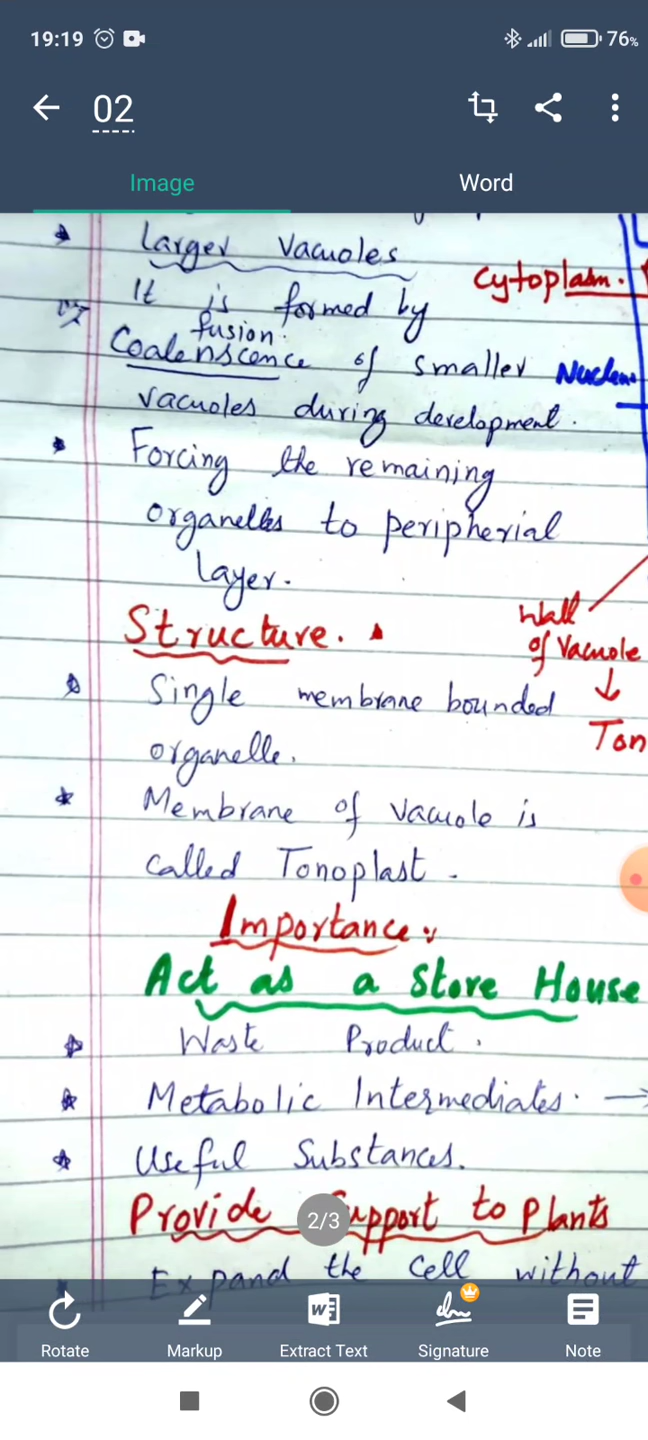 19:19
76%
02
Image
Word
Larger Vacuoles
Cytoplasm.
It is formed by
fusion.
Coalenscence of smaller
vacuoles during development.
Forcing the remaining
organelles to peripherial
layer.
Wall
of Vacuole
Structure.
Single membrane bounded
organelle.
Ton
Membrane of Vacuole is
called Tonoplast.
Importance
Act as a Store House
Waste Product.
Metabolic Intermediates.
Useful Substances.
Provide Support to Plants
2/3
Expand the cell without
Rotate
Markup
Extract Text
Signature
Note